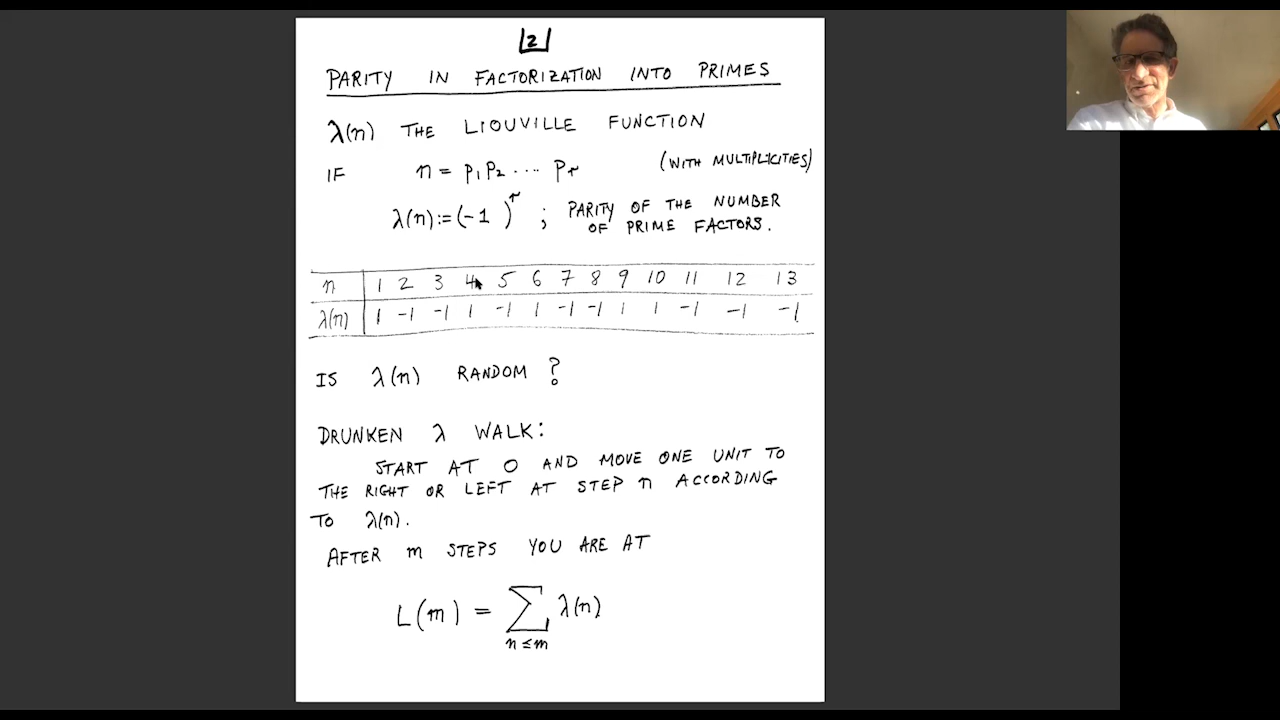 2
PARITY IN FACTORIZATION INTO PRIMES
λ(n) THE LIOUVILLE FUNCTION
IF n = p₁p₂ ⋯ pᵣ (WITH MULTIPLICITIES)
λ(n) := (-1)ʳ ; PARITY OF THE NUMBER
OF PRIME FACTORS.
n 1 2 3 4 5 6 7 8 9 10 11 12 13
λ(n) 1 -1 -1 1 -1 1 -1 -1 1 1 -1 -1 -1
IS λ(n) RANDOM ?
DRUNKEN λ WALK:
START AT 0 AND MOVE ONE UNIT TO
THE RIGHT OR LEFT AT STEP n ACCORDING
TO λ(n).
AFTER m STEPS YOU ARE AT
L(m) = ∑ λ(n)
n≤m